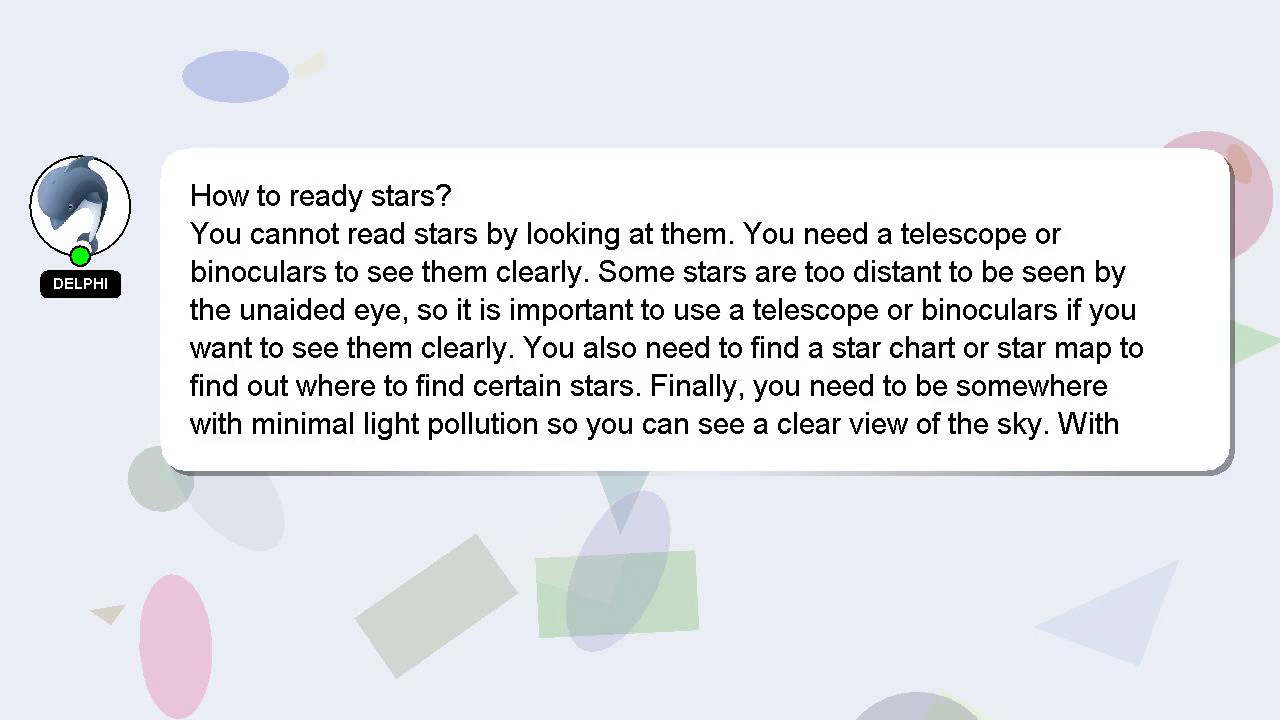 How to ready stars?
You cannot read stars by looking at them. You need a telescope or
binoculars to see them clearly. Some stars are too distant to be seen by
the unaided eye, so it is important to use a telescope or binoculars if you
want to see them clearly. You also need to find a star chart or star map to
find out where to find certain stars. Finally, you need to be somewhere
with minimal light pollution so you can see a clear view of the sky. With
DELPHI